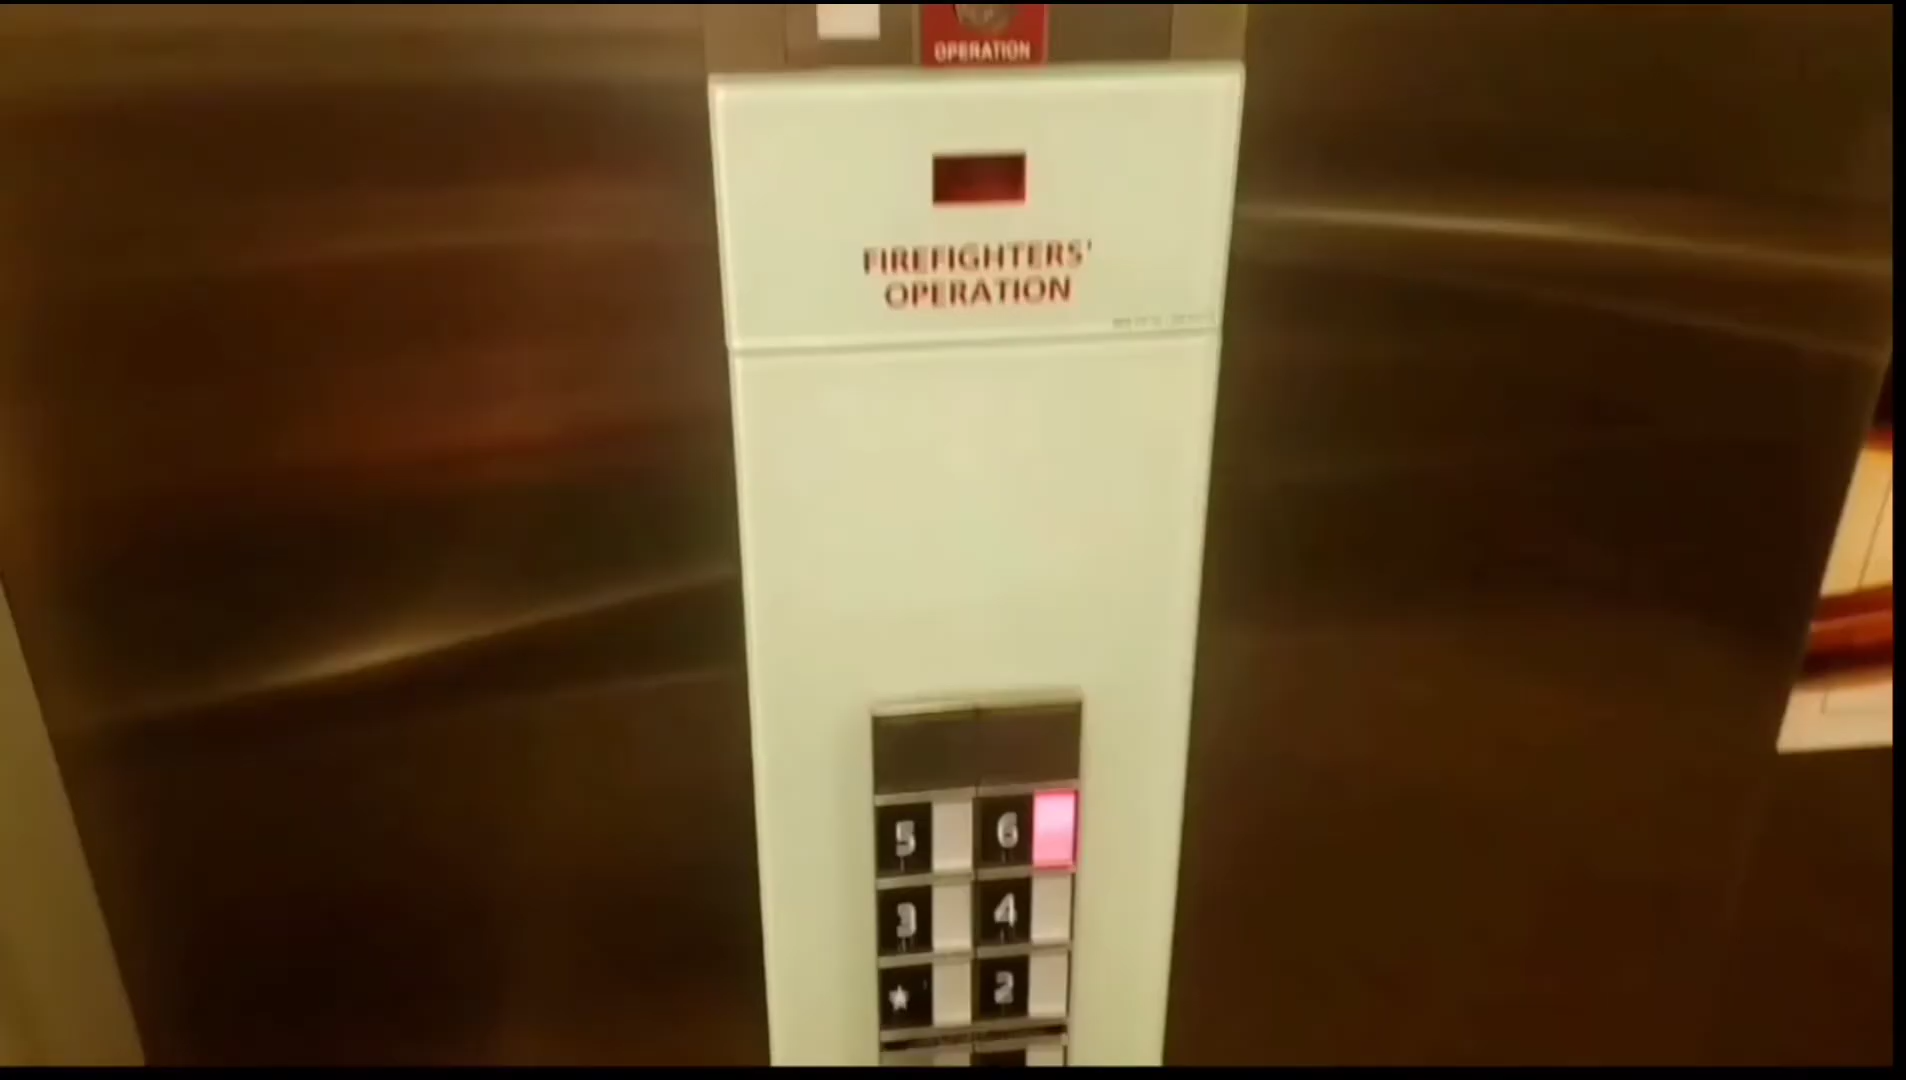 OPERATION
FIREFIGHTERS'
OPERATION
5 6
3 4
★ 2